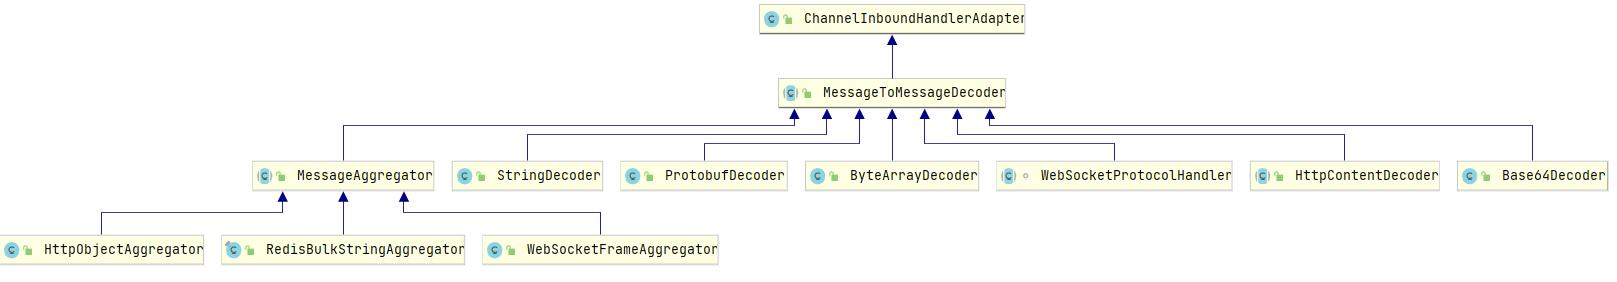 ChannelInboundHandlerAdapter
MessageToMessageDecoder
MessageAggregator
StringDecoder
ProtobufDecoder
ByteArrayDecoder
WebSocketProtocolHandler
HttpContentDecoder
Base64Decoder
HttpObjectAggregator
RedisBulkStringAggregator
WebSocketFrameAggregator